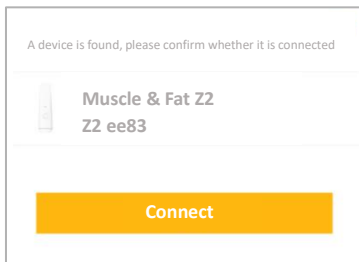 A device is found, please confirm whether it is connected
Muscle & Fat Z2
Z2 ee83
Connect